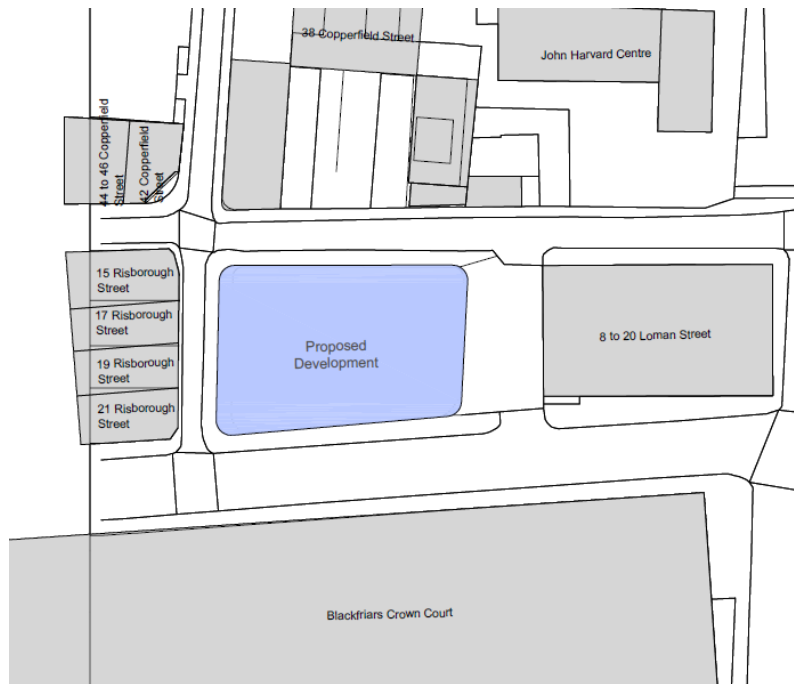 38 Copperfield Street
John Harvard Centre
44 to 46 Copperfield
Street
42 Copperfield
Street
15 Risborough
Street
17 Risborough
Street
19 Risborough
Street
21 Risborough
Street
Proposed
Development
8 to 20 Loman Street
Blackfriars Crown Court